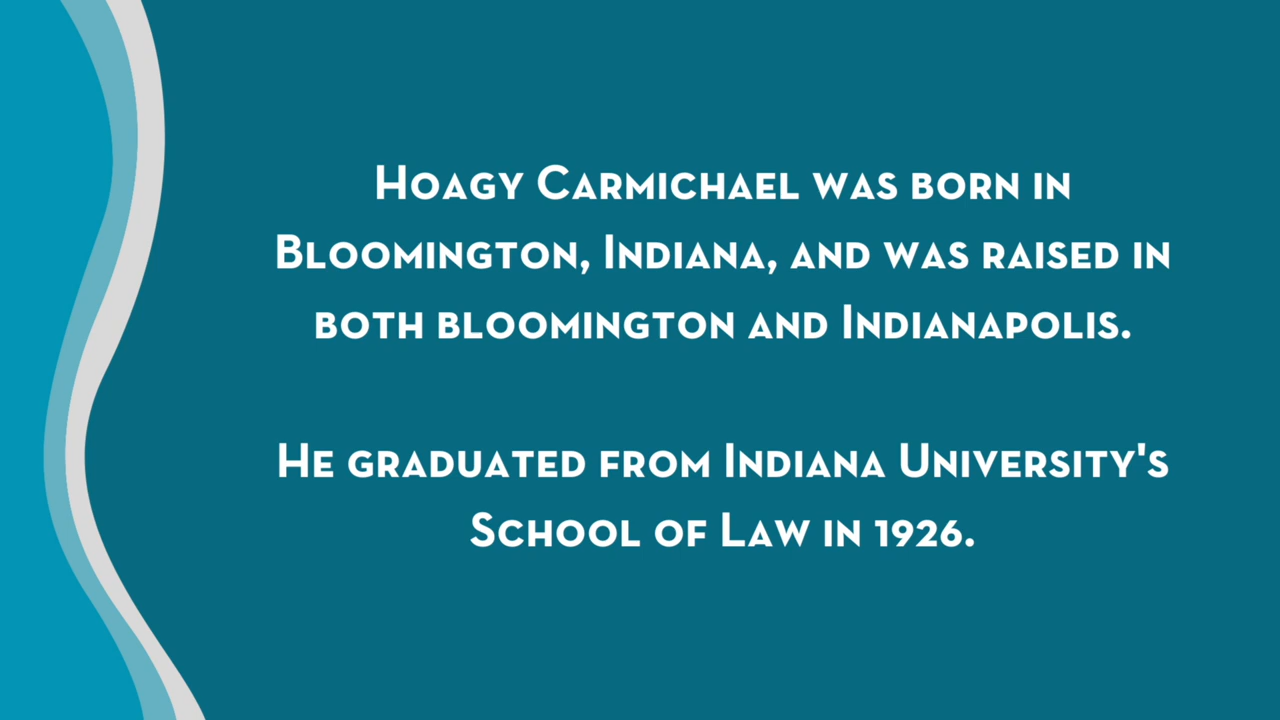 Hoagy Carmichael was born in
Bloomington, Indiana, and was raised in
both bloomington and Indianapolis.
He graduated from Indiana University's
School of Law in 1926.